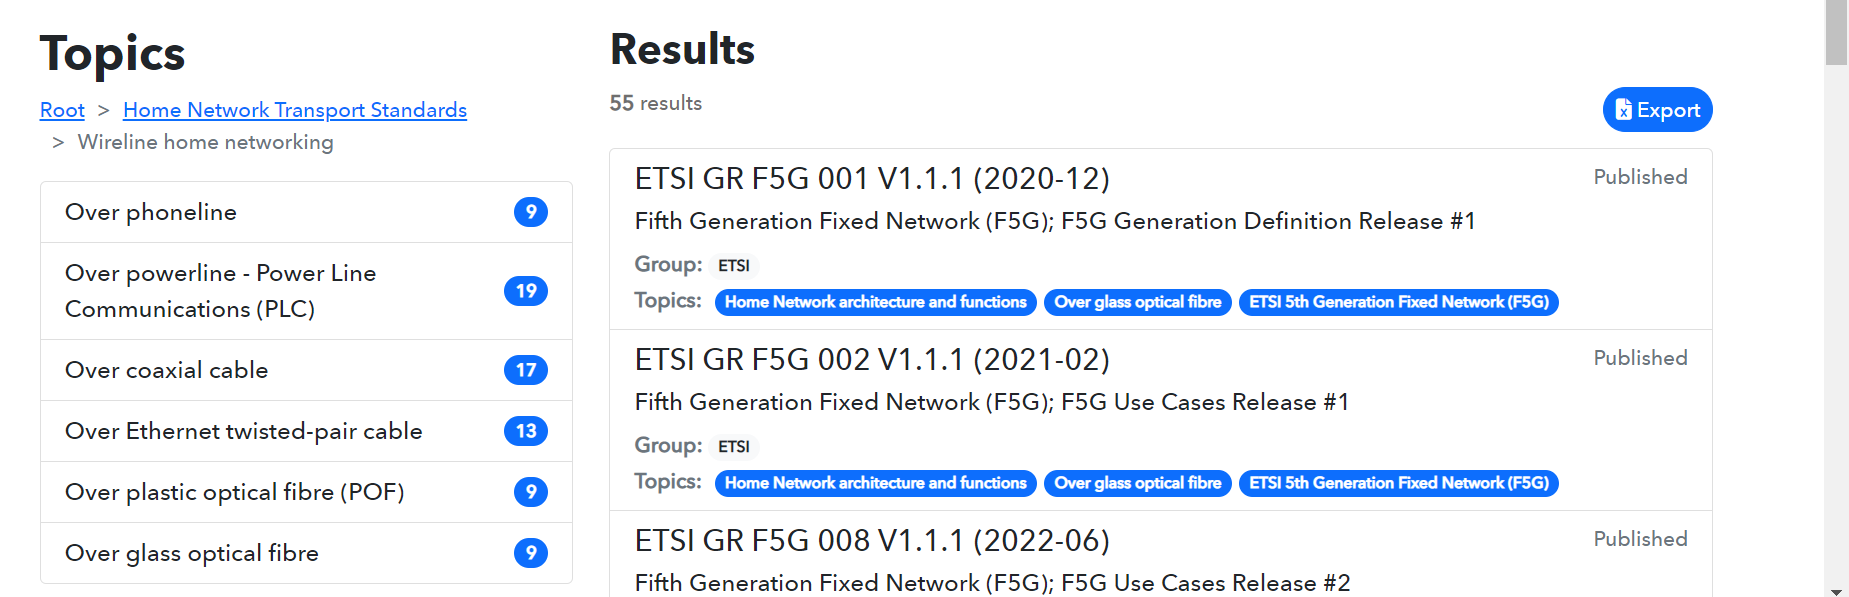 Topics
Root > Home Network Transport Standards
> Wireline home networking
Over phoneline 9
Over powerline - Power Line
Communications (PLC) 19
Over coaxial cable 17
Over Ethernet twisted-pair cable 13
Over plastic optical fibre (POF) 9
Over glass optical fibre 9
Results
55 results
Export
ETSI GR F5G 001 V1.1.1 (2020-12) Published
Fifth Generation Fixed Network (F5G); F5G Generation Definition Release #1
Group: ETSI
Topics: Home Network architecture and functions Over glass optical fibre ETSI 5th Generation Fixed Network (F5G)
ETSI GR F5G 002 V1.1.1 (2021-02) Published
Fifth Generation Fixed Network (F5G); F5G Use Cases Release #1
Group: ETSI
Topics: Home Network architecture and functions Over glass optical fibre ETSI 5th Generation Fixed Network (F5G)
ETSI GR F5G 008 V1.1.1 (2022-06) Published
Fifth Generation Fixed Network (F5G); F5G Use Cases Release #2